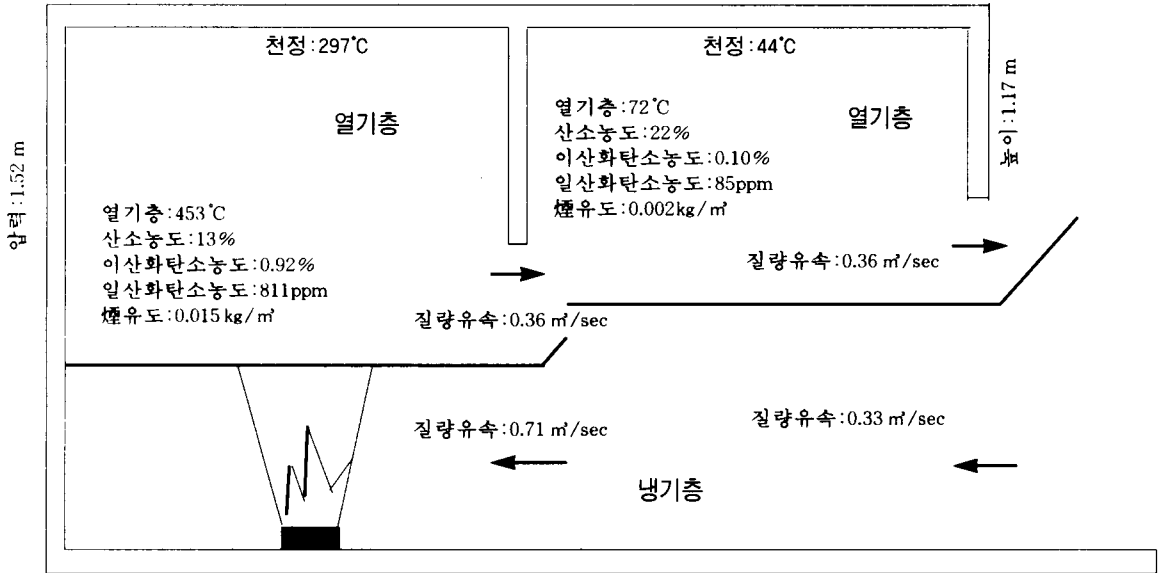 천정:297°C
천정:44°C
열기층
열기층:72°C
산소농도:22%
이산화탄소농도:0.10%
일산화탄소농도:85ppm
煙유도:0.002kg/㎥
열기층
높이:1.17 m
압력:1.52 m
열기층:453°C
산소농도:13%
이산화탄소농도:0.92%
일산화탄소농도:811ppm
煙유도:0.015kg/㎥
질량유속:0.36 ㎥/sec
질량유속:0.36 ㎥/sec
질량유속:0.71 ㎥/sec
질량유속:0.33 ㎥/sec
냉기층